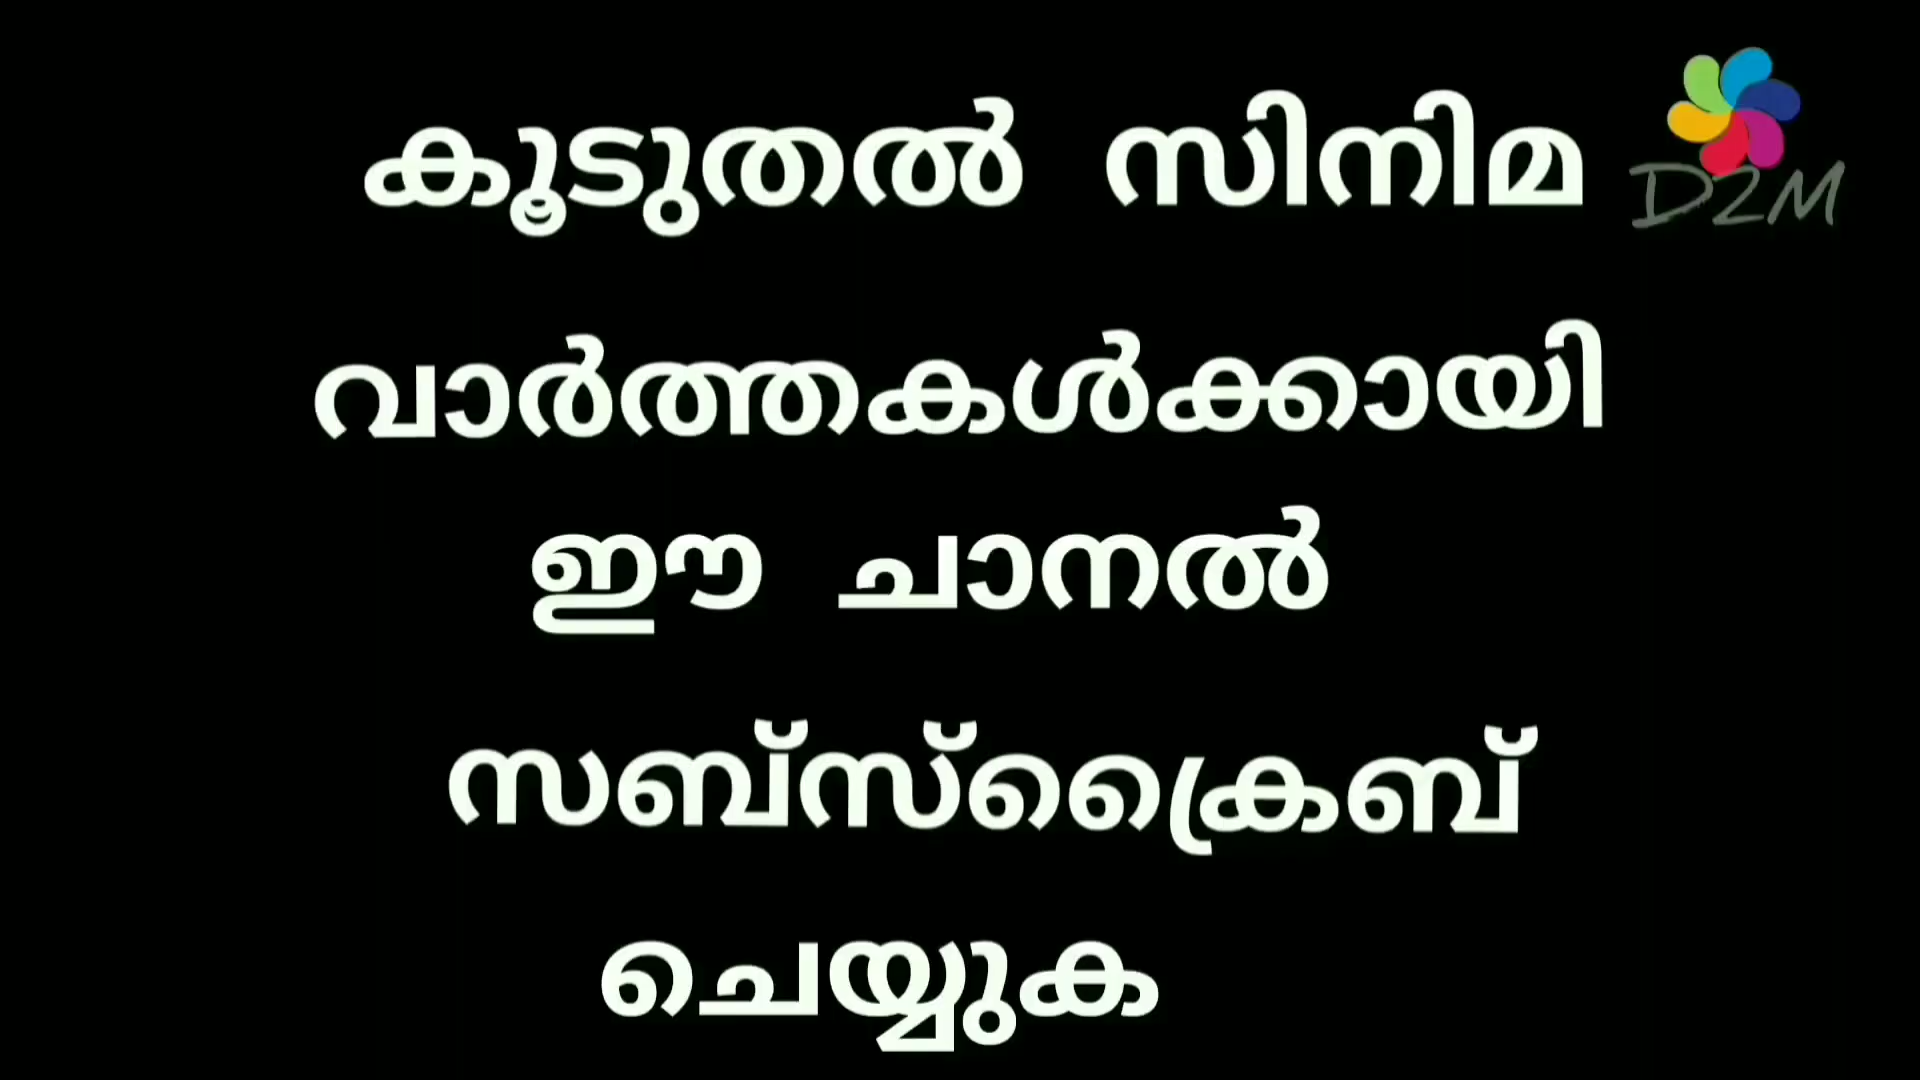 കൂടുതൽ സിനിമ
D2M
വാർത്തകൾക്കായി
ഈ ചാനൽ
സബ്സ്ക്രൈബ്
ചെയ്യുക